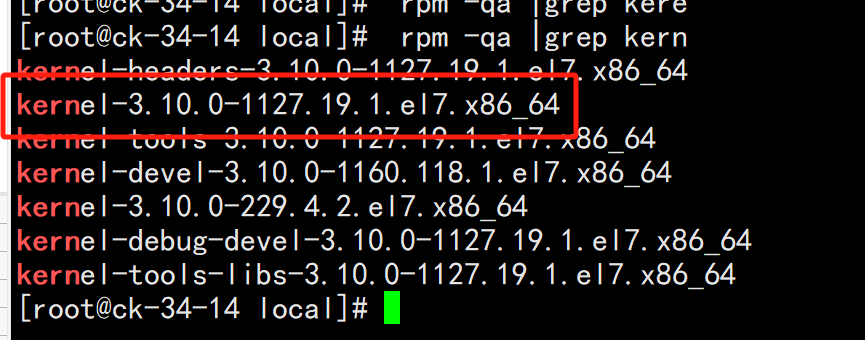 [root@ck-34-14 local]#  rpm -qa |grep kere
[root@ck-34-14 local]#  rpm -qa |grep kern
kernel-headers-3.10.0-1127.19.1.el7.x86_64
kernel-3.10.0-1127.19.1.el7.x86_64
kernel-tools-3.10.0-1127.19.1.el7.x86_64
kernel-devel-3.10.0-1160.118.1.el7.x86_64
kernel-3.10.0-229.4.2.el7.x86_64
kernel-debug-devel-3.10.0-1127.19.1.el7.x86_64
kernel-tools-libs-3.10.0-1127.19.1.el7.x86_64
[root@ck-34-14 local]#